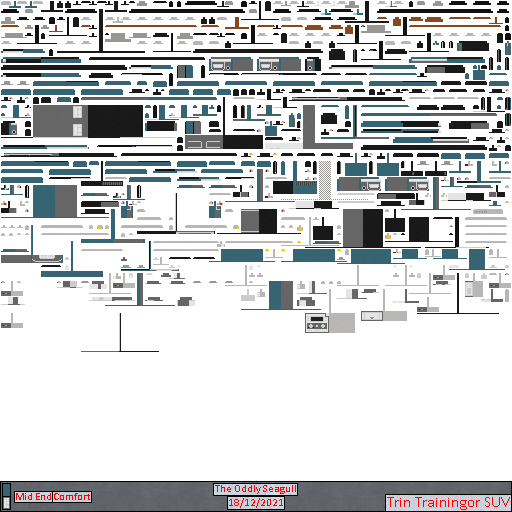 The Oddly Seagull
Mid End Comfort
18/12/2021
Trin Trainingor SUV